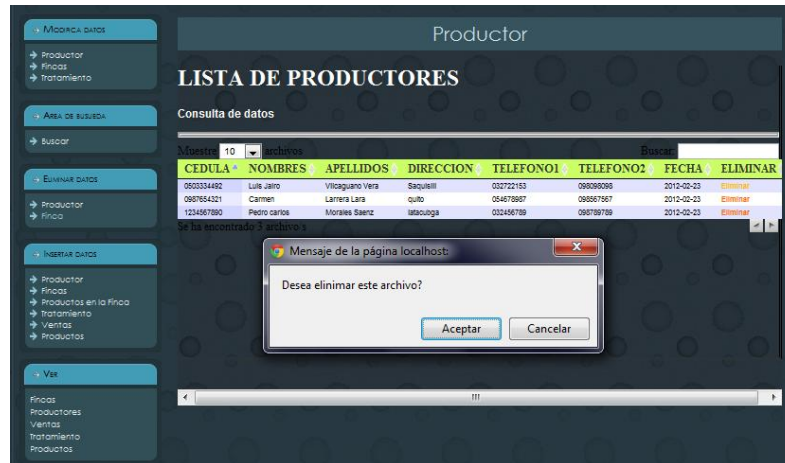 Modifica datos
Productor
Fincas
Tratamiento
Area de busueda
Buscar
Eliminar datos
Productor
Finca
Insertar datos
Productor
Fincas
Productos en la Finca
Tratamiento
Ventas
Productos
Ver
Fincas
Productores
Ventas
Tratamiento
Productos
Productor
LISTA DE PRODUCTORES
Consulta de datos
Muestre 10 archivos Buscar:
CEDULA NOMBRES APELLIDOS DIRECCION TELEFONO1 TELEFONO2 FECHA ELIMINAR
0503334492 Luis Jairo Vilcaguano Vera Saquisili 032722153 098098098 2012-02-23 Eliminar
0987654321 Carmen Larrera Lara quito 054678987 098567567 2012-02-23 Eliminar
1234567890 Pedro carlos Morales Saenz latacubga 032456789 098789789 2012-02-23 Eliminar
Se ha encontrado 3 archivo/s
Mensaje de la página localhost:
Desea elinimar este archivo?
Aceptar Cancelar